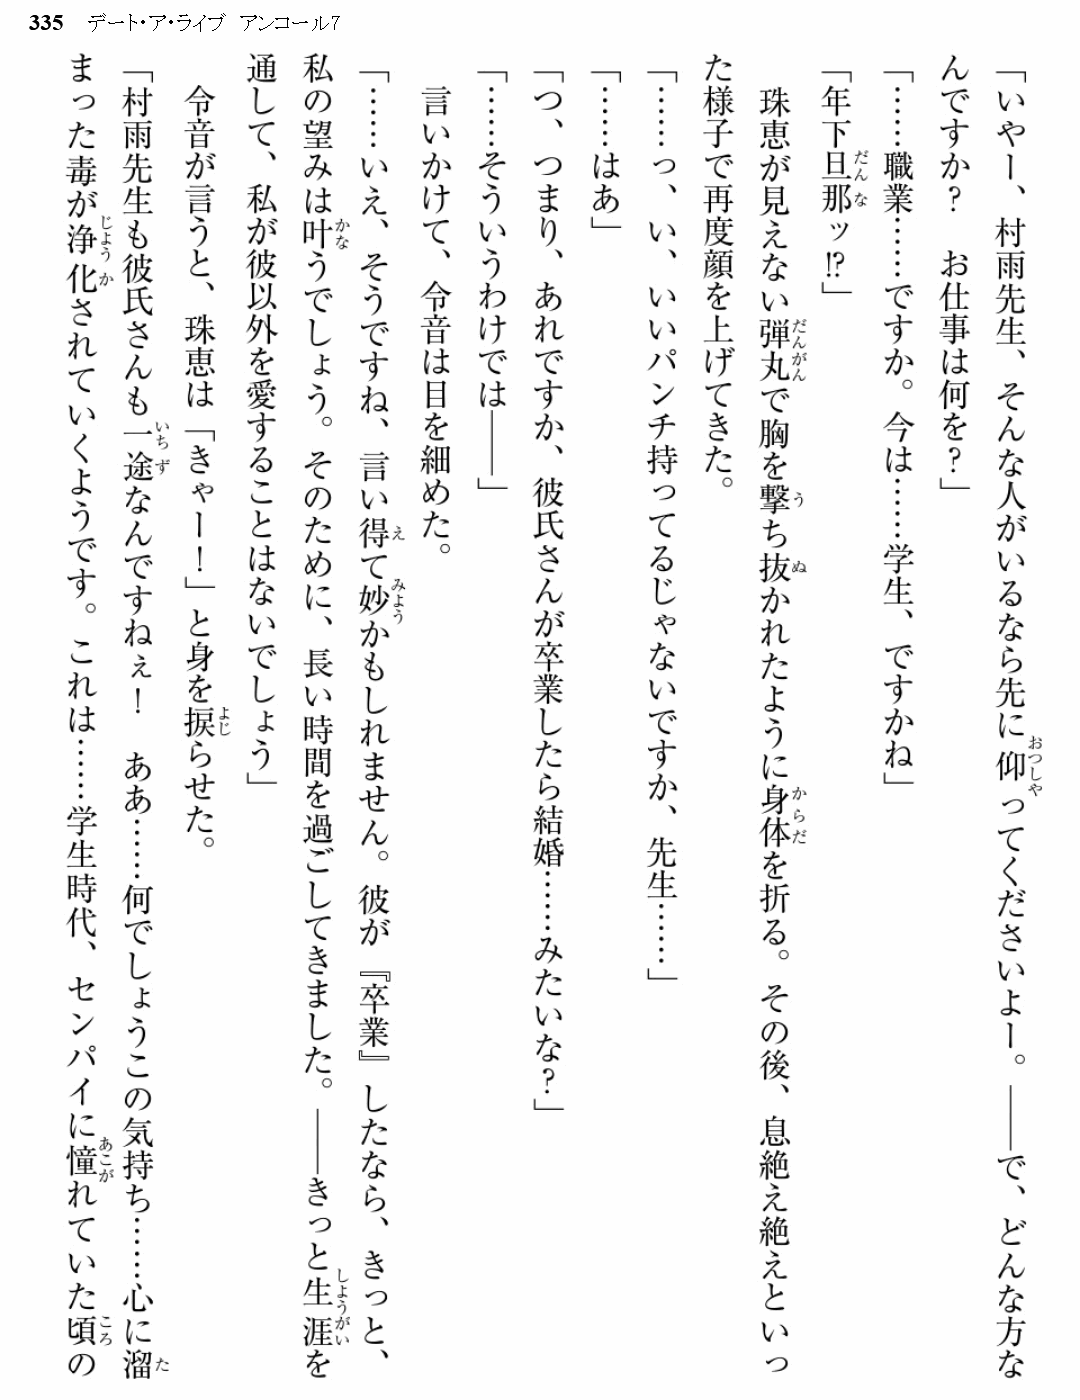 335 デート・ア・ライブ アンコール7
「いやー、村雨先生、そんな人がいるなら先に仰ってくださいよー。――で、どんな方な
んですか？　お仕事は何を？」
「……職業……ですか。今は……学生、ですかね」
「年下旦那ッ⁉」
　珠恵が見えない弾丸で胸を撃ち抜かれたように身体を折る。その後、息絶え絶えといっ
た様子で再度顔を上げてきた。
「……っ、い、いいパンチ持ってるじゃないですか、先生……」
「……はあ」
「つ、つまり、あれですか、彼氏さんが卒業したら結婚……みたいな？」
「……そういうわけでは――」
　言いかけて、令音は目を細めた。
「……いえ、そうですね、言い得て妙かもしれません。彼が『卒業』したなら、きっと、
私の望みは叶うでしょう。そのために、長い時間を過ごしてきました。――きっと生涯を
通して、私が彼以外を愛することはないでしょう」
　令音が言うと、珠恵は「きゃー！」と身を捩らせた。
「村雨先生も彼氏さんも一途なんですねぇ！　ああ……何でしょうこの気持ち……心に溜
まった毒が浄化されていくようです。これは……学生時代、センパイに憧れていた頃の